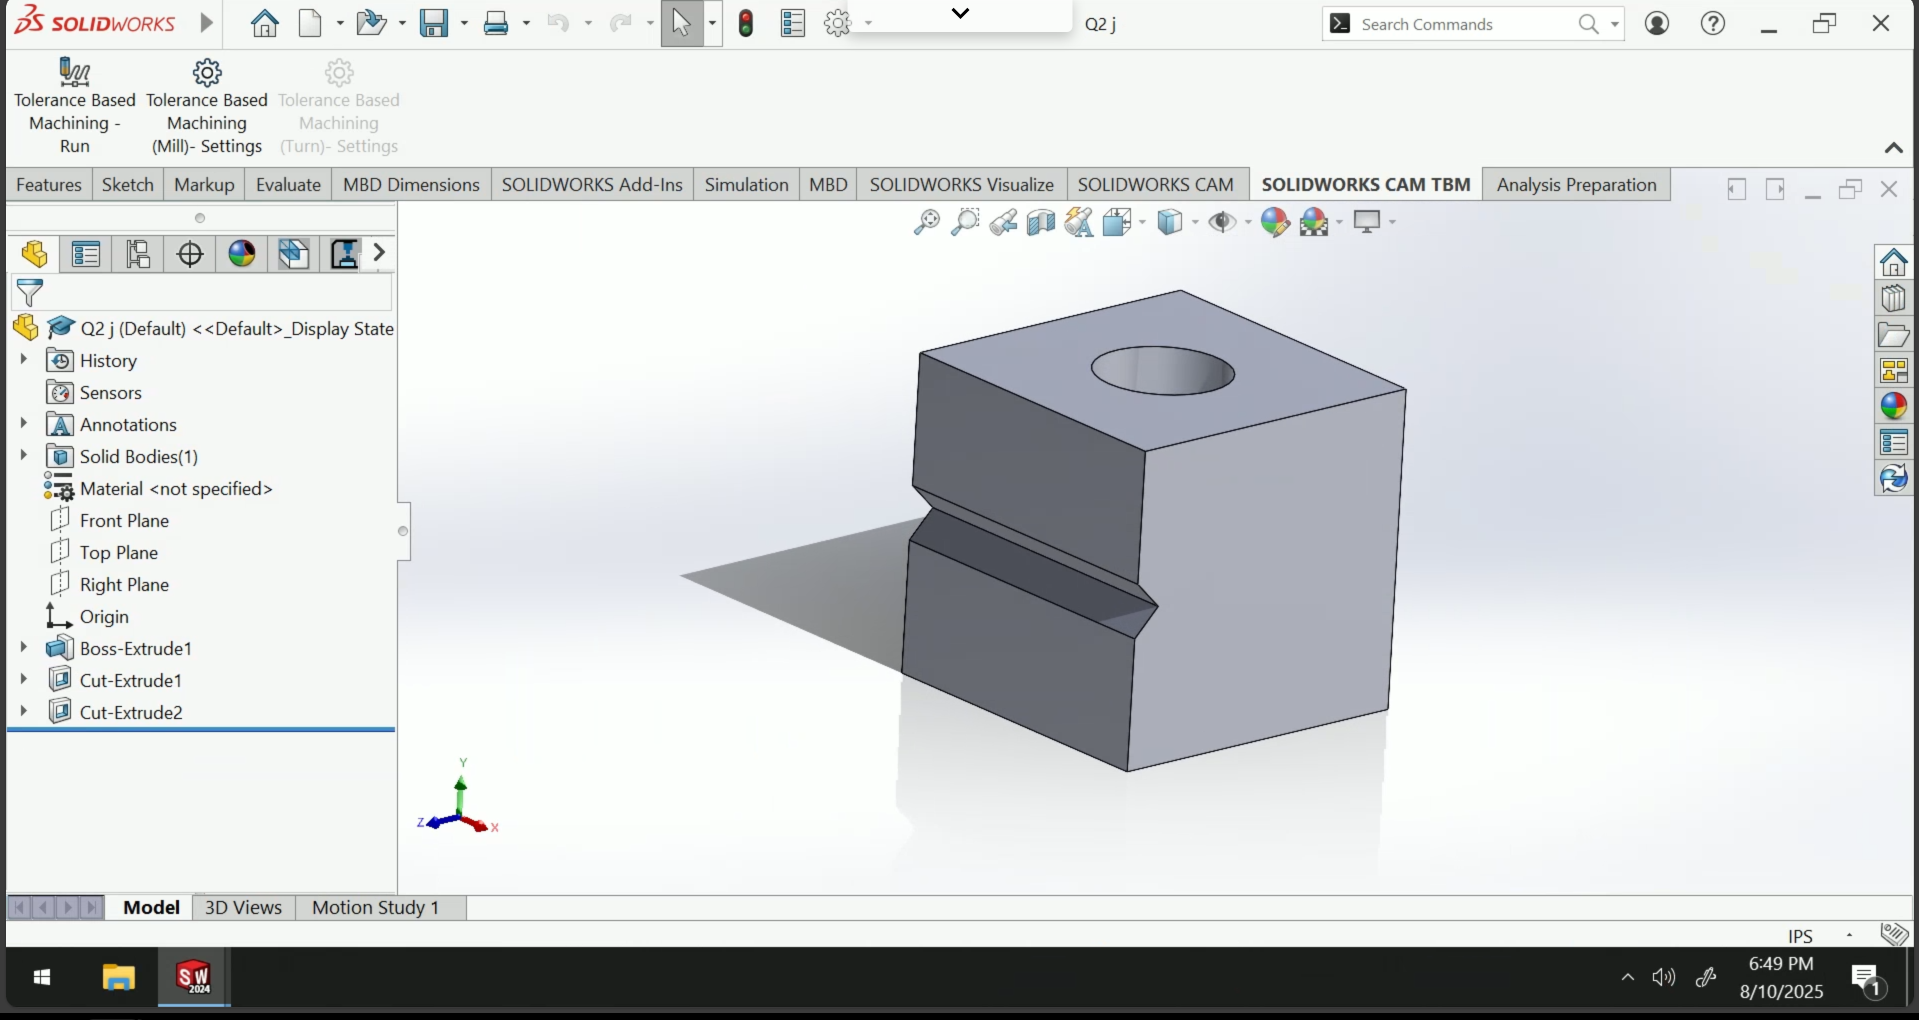 SOLIDWORKS
Q2 j
Search Commands
Tolerance Based Machining - Run
Tolerance Based Machining (Mill)- Settings
Tolerance Based Machining (Turn)- Settings
Features
Sketch
Markup
Evaluate
MBD Dimensions
SOLIDWORKS Add-Ins
Simulation
MBD
SOLIDWORKS Visualize
SOLIDWORKS CAM
SOLIDWORKS CAM TBM
Analysis Preparation
Q2 j (Default) <<Default>_Display State
History
Sensors
Annotations
Solid Bodies(1)
Material <not specified>
Front Plane
Top Plane
Right Plane
Origin
Boss-Extrude1
Cut-Extrude1
Cut-Extrude2
Y
Z
X
Model
3D Views
Motion Study 1
IPS
SW 2024
6:49 PM
8/10/2025
1